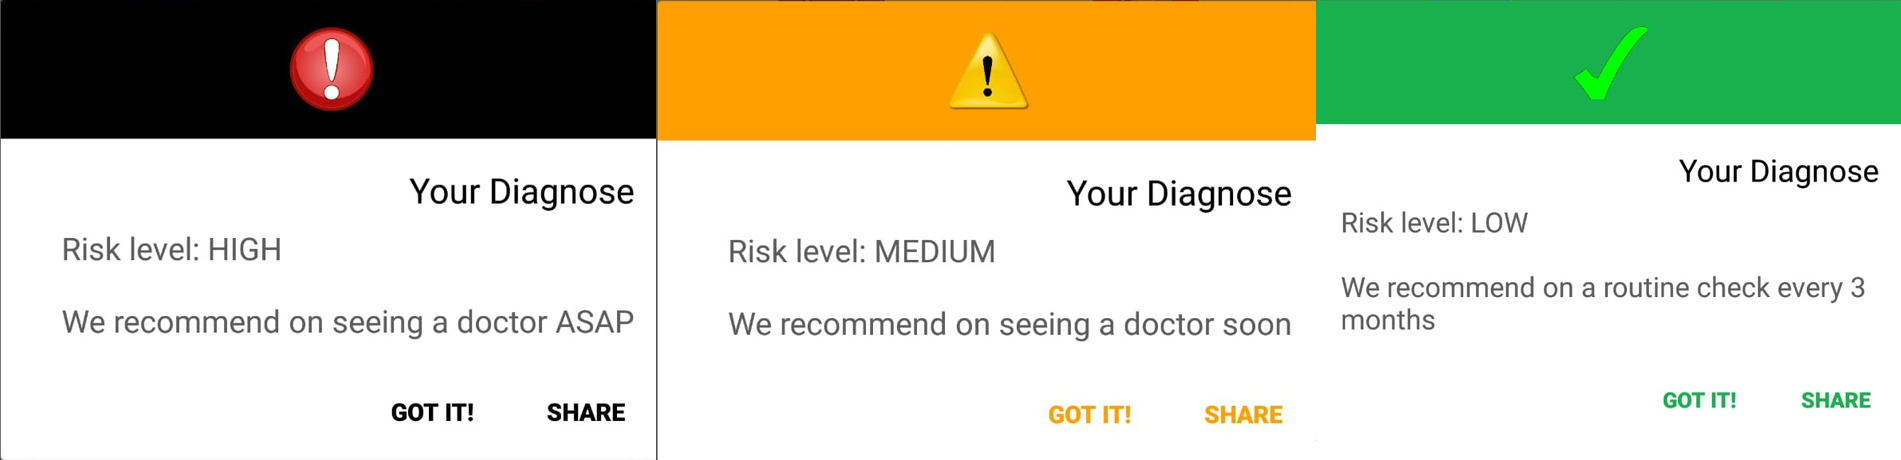 Your Diagnose
Risk level: HIGH
We recommend on seeing a doctor ASAP
GOT IT! SHARE
Your Diagnose
Risk level: MEDIUM
We recommend on seeing a doctor soon
GOT IT! SHARE
Your Diagnose
Risk level: LOW
We recommend on a routine check every 3
months
GOT IT! SHARE